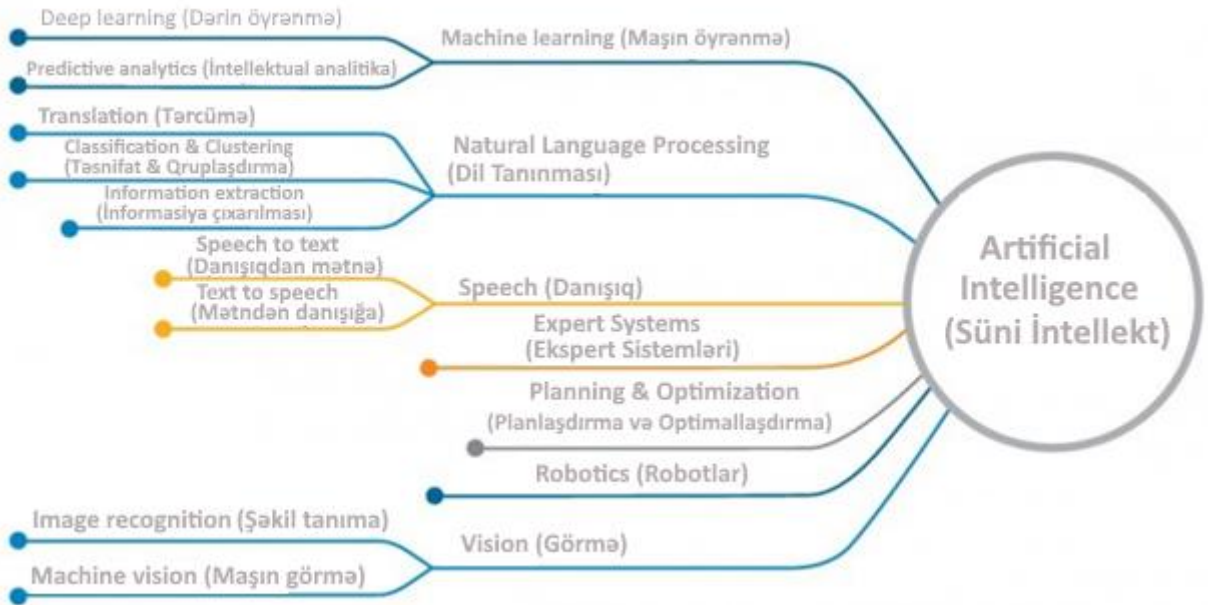 Deep learning (Dərin öyrənmə)
Predictive analytics (İntellektual analitika)
Machine learning (Maşın öyrənmə)
Translation (Tərcümə)
Classification & Clustering
(Təsnifat & Qruplaşdırma)
Information extraction
(İnformasiya çıxarılması)
Natural Language Processing
(Dil Tanınması)
Speech to text
(Danışıqdan mətnə)
Text to speech
(Mətndən danışığa)
Speech (Danışıq)
Expert Systems
(Ekspert Sistemləri)
Planning & Optimization
(Planlaşdırma və Optimallaşdırma)
Robotics (Robotlar)
Image recognition (Şəkil tanıma)
Machine vision (Maşın görmə)
Vision (Görmə)
Artificial
Intelligence
(Süni İntellekt)